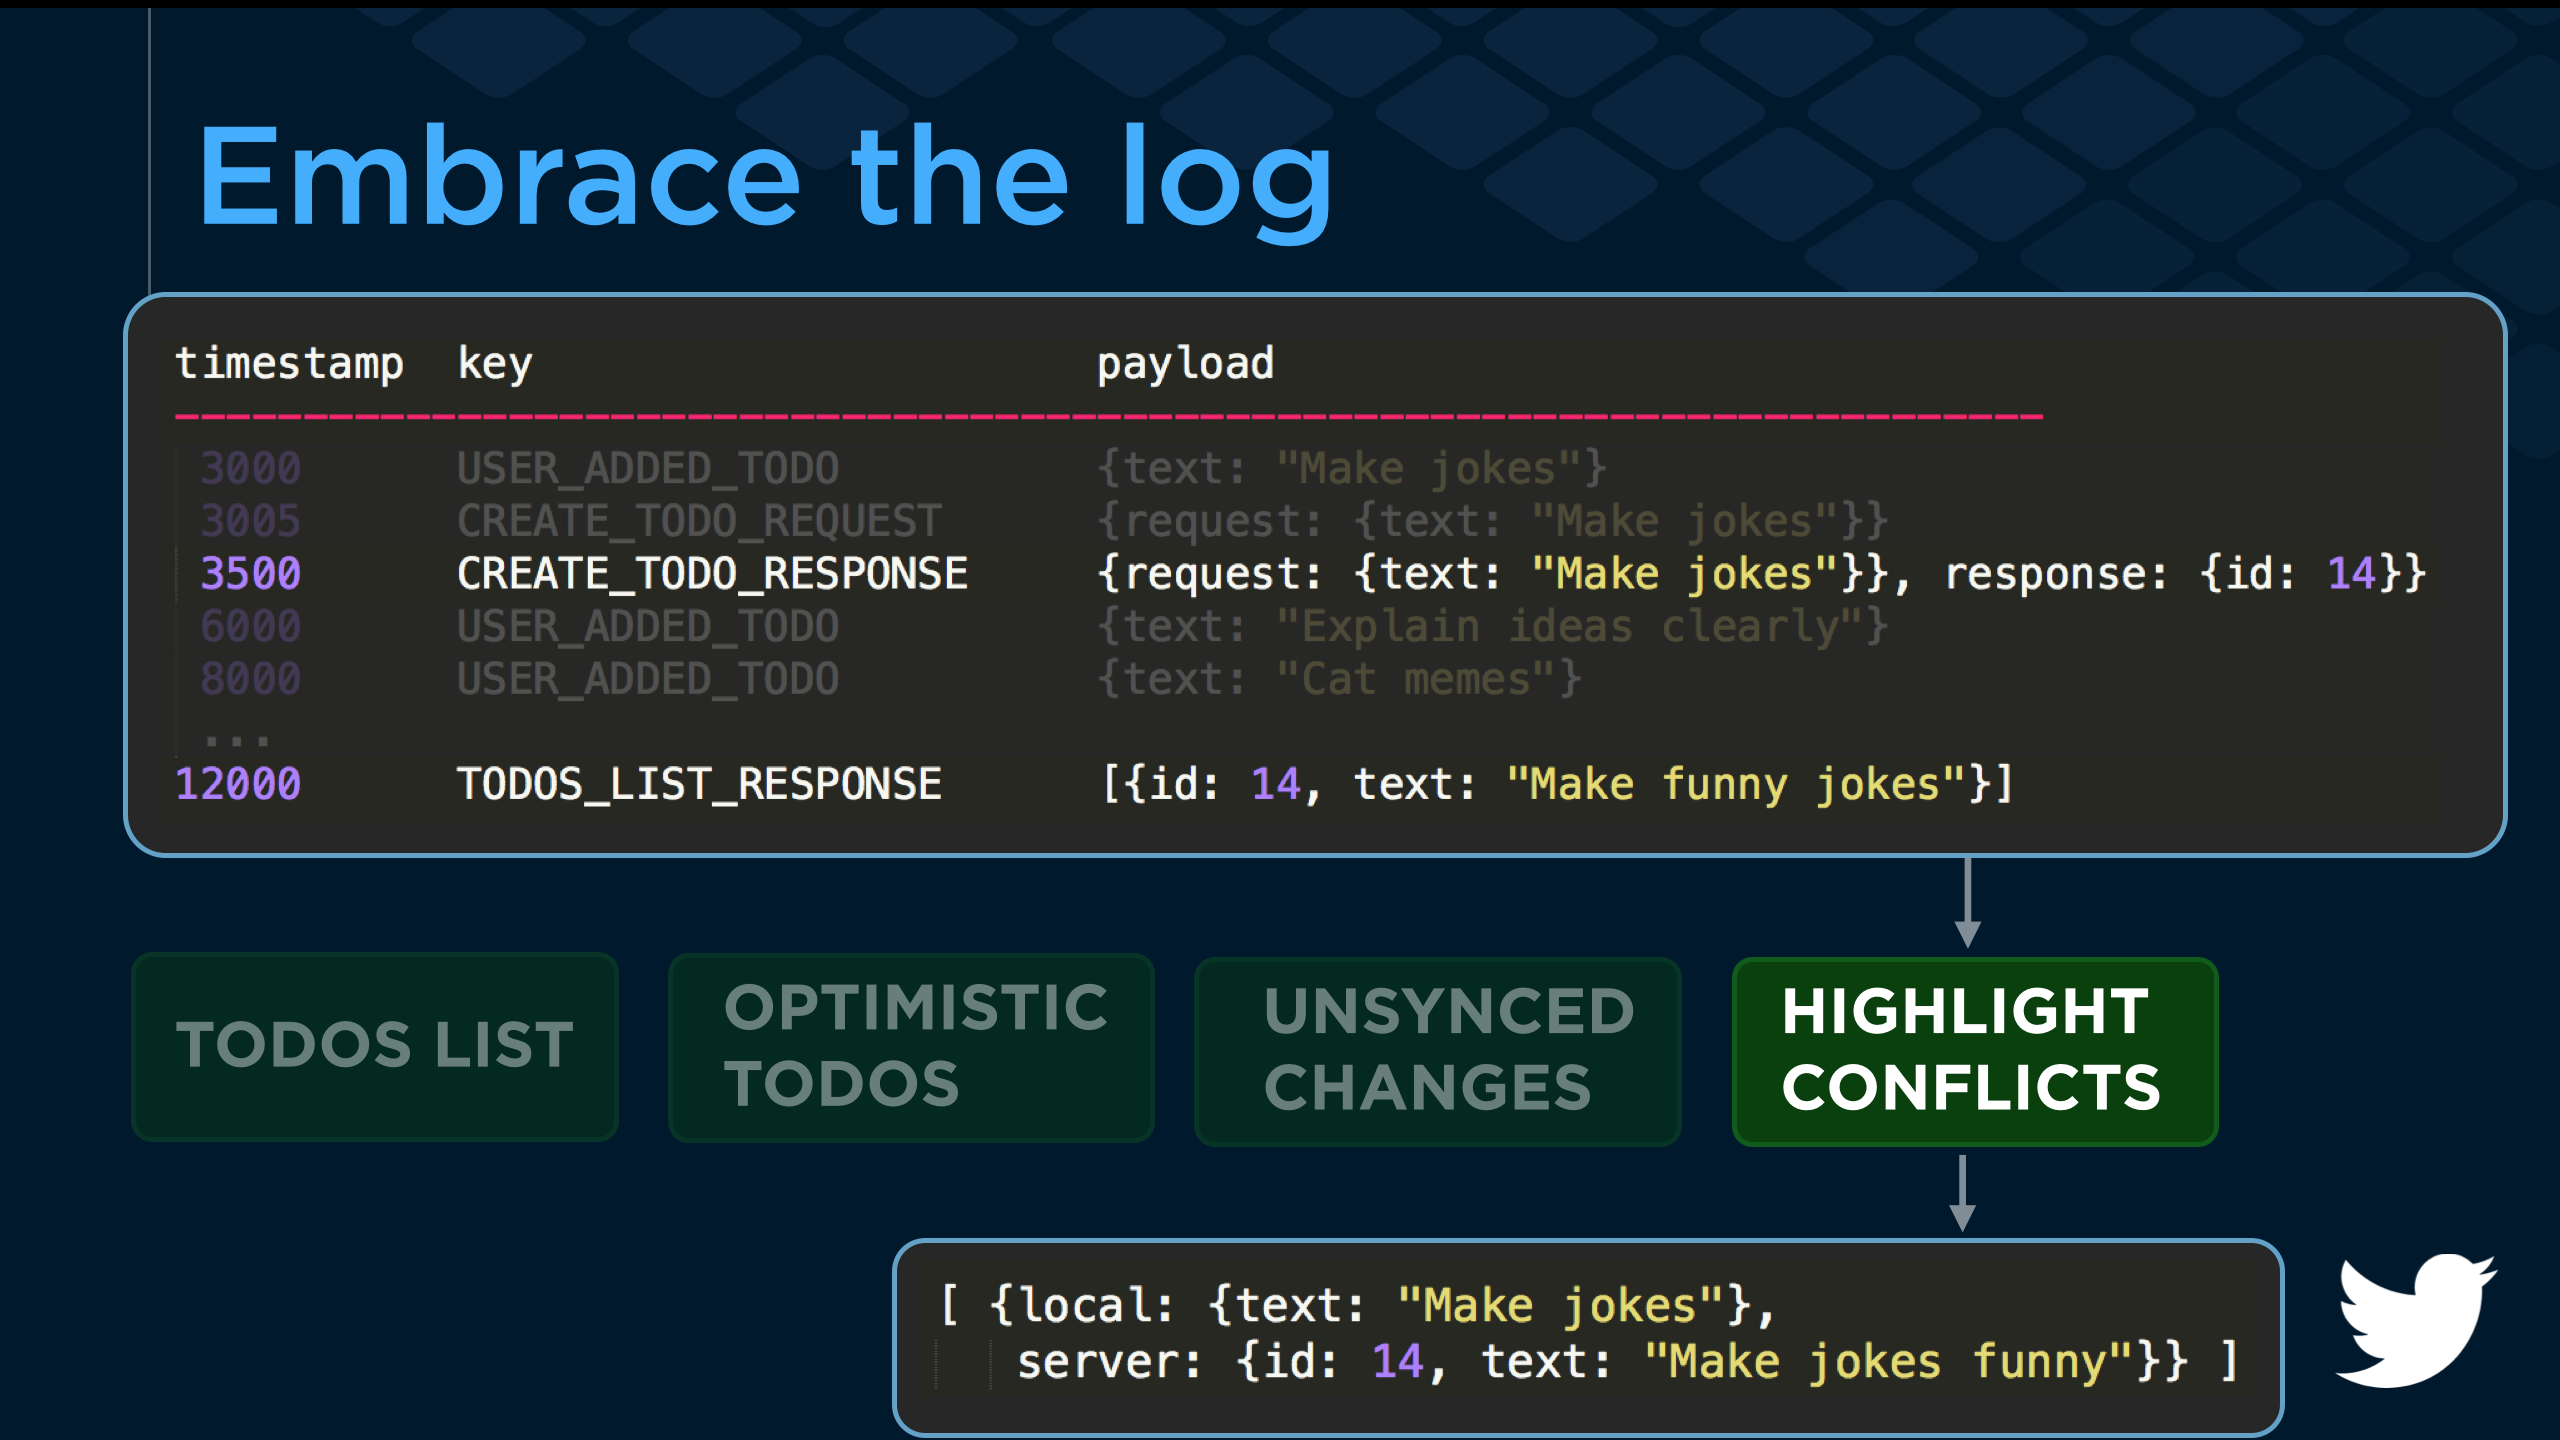 Embrace the log
timestamp key payload
3000 USER_ADDED_TODO {text: "Make jokes"}
3005 CREATE_TODO_REQUEST {request: {text: "Make jokes"}}
3500 CREATE_TODO_RESPONSE {request: {text: "Make jokes"}}, response: {id: 14}}
6000 USER_ADDED_TODO {text: "Explain ideas clearly"}
8000 USER_ADDED_TODO {text: "Cat memes"}
...
12000 TODOS_LIST_RESPONSE [{id: 14, text: "Make funny jokes"}]
TODOS LIST
OPTIMISTIC
TODOS
UNSYNCED
CHANGES
HIGHLIGHT
CONFLICTS
[ {local: {text: "Make jokes"},
server: {id: 14, text: "Make jokes funny"}} ]